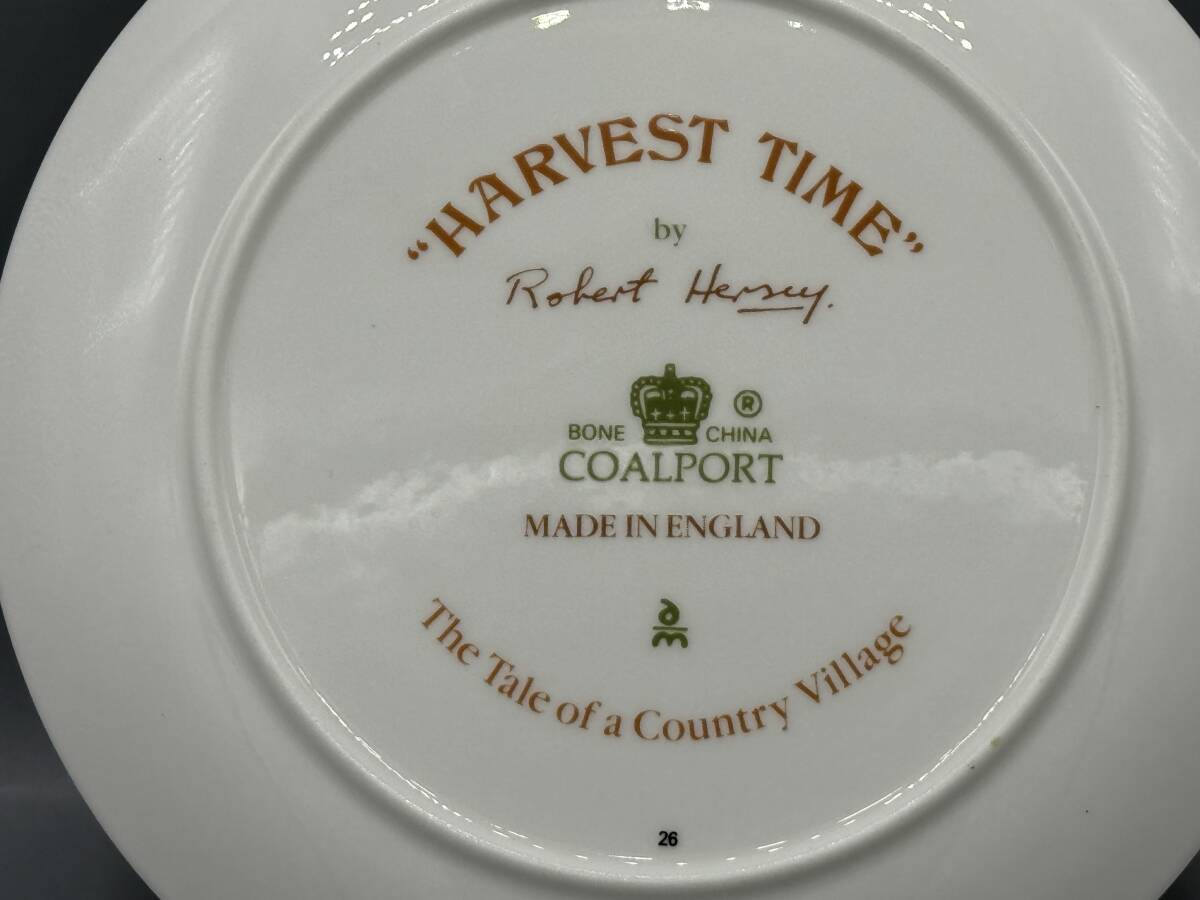 “HARVEST TIME”
by
Robert Hersey.
®
BONE CHINA
COALPORT
MADE IN ENGLAND
The Tale of a Country Village
26